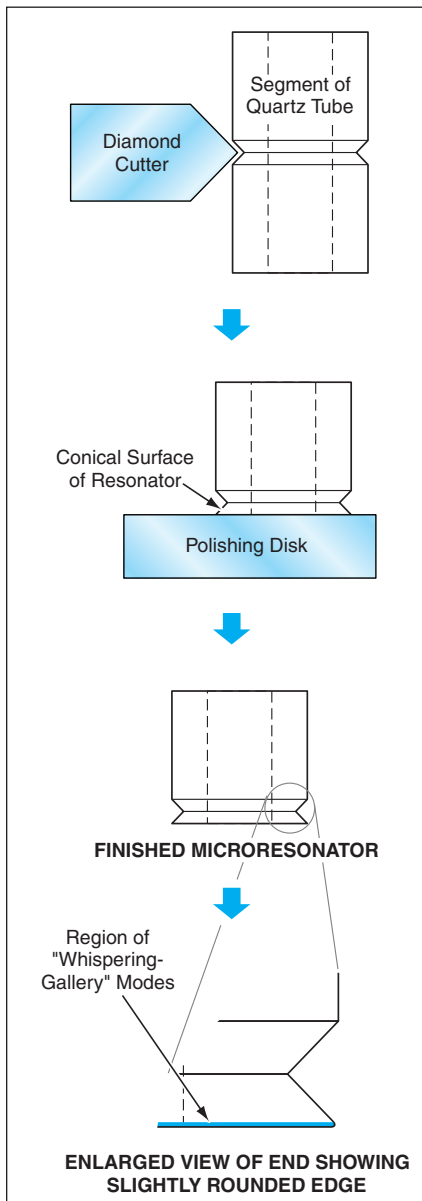 Segment of
Quartz Tube
Diamond
Cutter
Conical Surface
of Resonator
Polishing Disk
FINISHED MICRORESONATOR
Region of
"Whispering-
Gallery" Modes
ENLARGED VIEW OF END SHOWING
SLIGHTLY ROUNDED EDGE